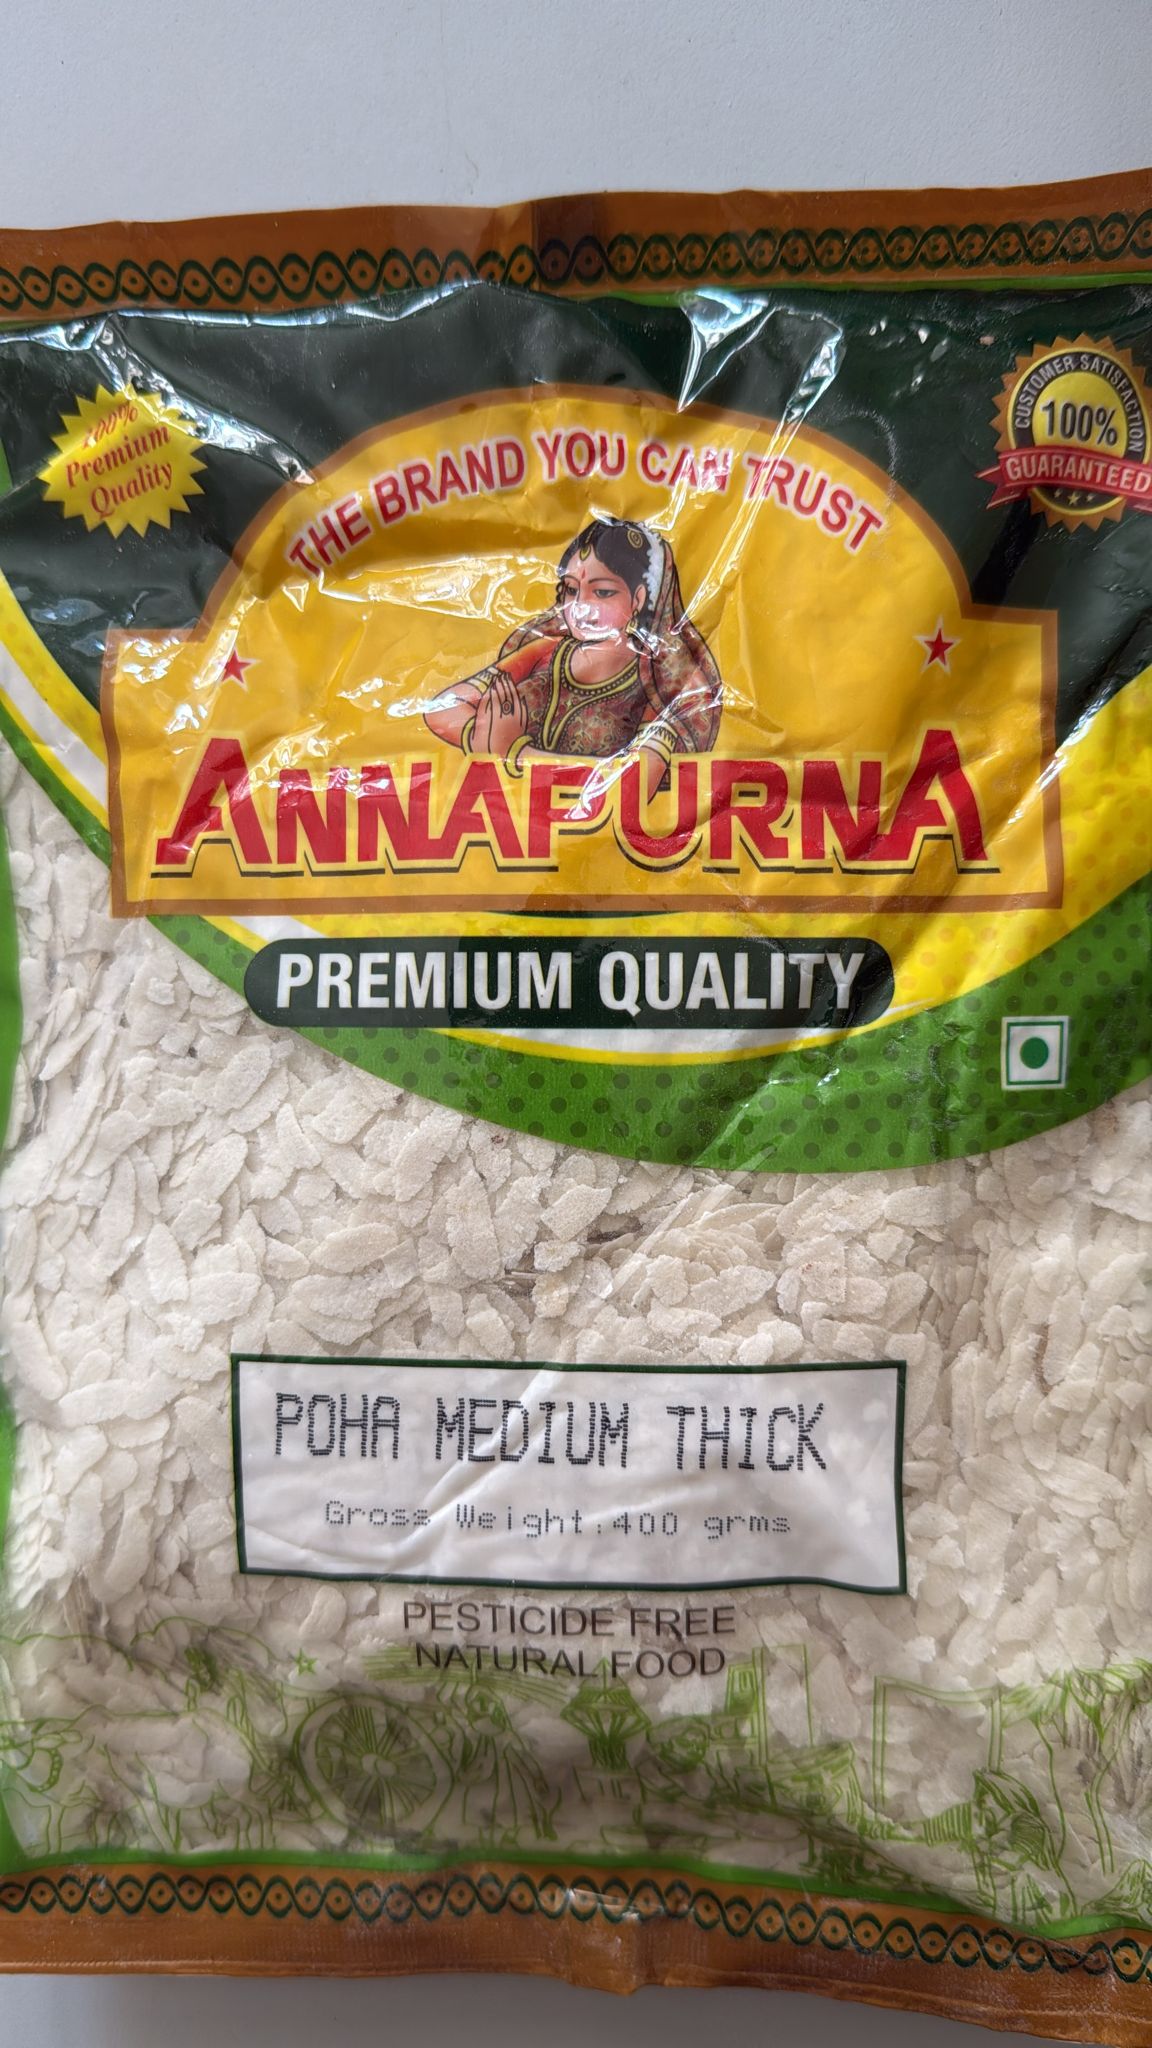 100%
Premium
Quality
CUSTOMER SATISFACTION
100%
GUARANTEED
THE BRAND YOU CAN TRUST
ANNAPURNA
PREMIUM QUALITY
POHA MEDIUM THICK
Gross Weight:400 grms
PESTICIDE FREE
NATURAL FOOD